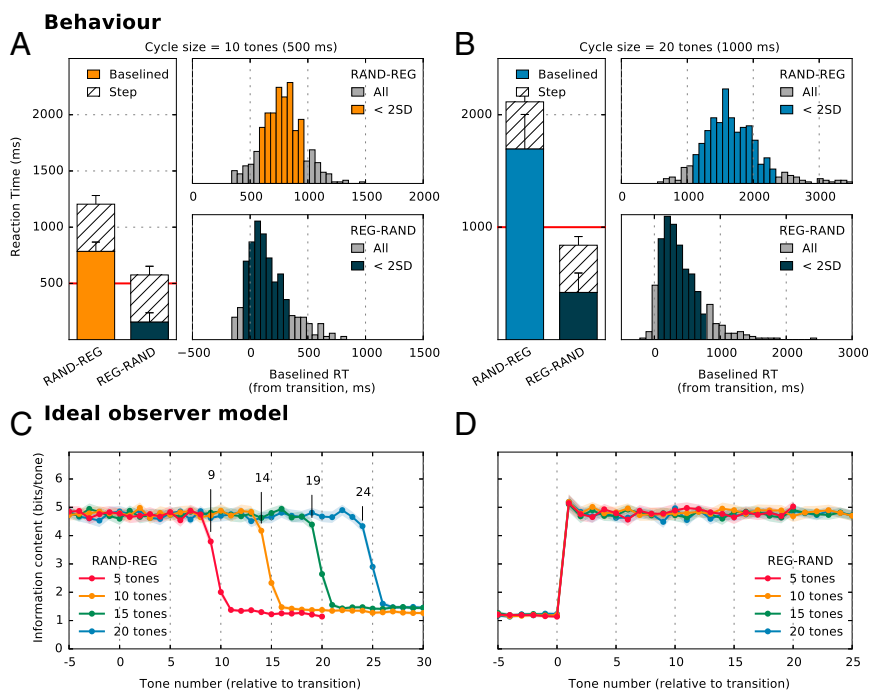 Behaviour
A
Cycle size = 10 tones (500 ms)
Reaction Time (ms)
2000
1500
1000
500
Baselined
Step
RAND-REG
REG-RAND
RAND-REG
All
< 2SD
0
500
1000
1500
2000
REG-RAND
All
< 2SD
−500
0
500
1000
1500
Baselined RT
(from transition, ms)
B
Cycle size = 20 tones (1000 ms)
2000
1000
Baselined
Step
RAND-REG
REG-RAND
RAND-REG
All
< 2SD
0
1000
2000
3000
REG-RAND
All
< 2SD
0
1000
2000
3000
Baselined RT
(from transition, ms)
Ideal observer model
C
Information content (bits/tone)
6
5
4
3
2
1
0
9
14
19
24
RAND-REG
5 tones
10 tones
15 tones
20 tones
-5
0
5
10
15
20
25
30
Tone number (relative to transition)
D
REG-RAND
5 tones
10 tones
15 tones
20 tones
-5
0
5
10
15
20
25
Tone number (relative to transition)